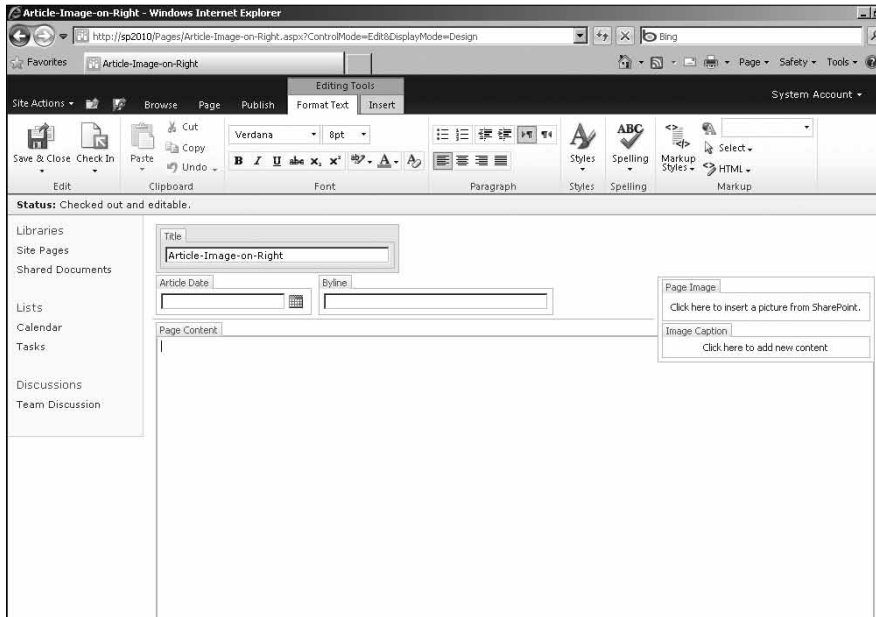 Article-Image-on-Right - Windows Internet Explorer
http://sp2010/Pages/Article-Image-on-Right.aspx?ControlMode=Edit&DisplayMode=Design
Bing
Favorites
Article-Image-on-Right
Page
Safety
Tools
Editing Tools
System Account
Site Actions
Browse
Page
Publish
Format Text
Insert
Save & Close
Check In
Paste
Cut
Copy
Undo
Verdana
8pt
B I U abc x, x² ab A A
Styles
ABC
Spelling
Markup Styles
Select
HTML
Edit
Clipboard
Font
Paragraph
Styles
Spelling
Markup
Status: Checked out and editable.
Libraries
Site Pages
Shared Documents
Lists
Calendar
Tasks
Discussions
Team Discussion
Title
Article-Image-on-Right
Article Date
Byline
Page Content
Page Image
Click here to insert a picture from SharePoint.
Image Caption
Click here to add new content